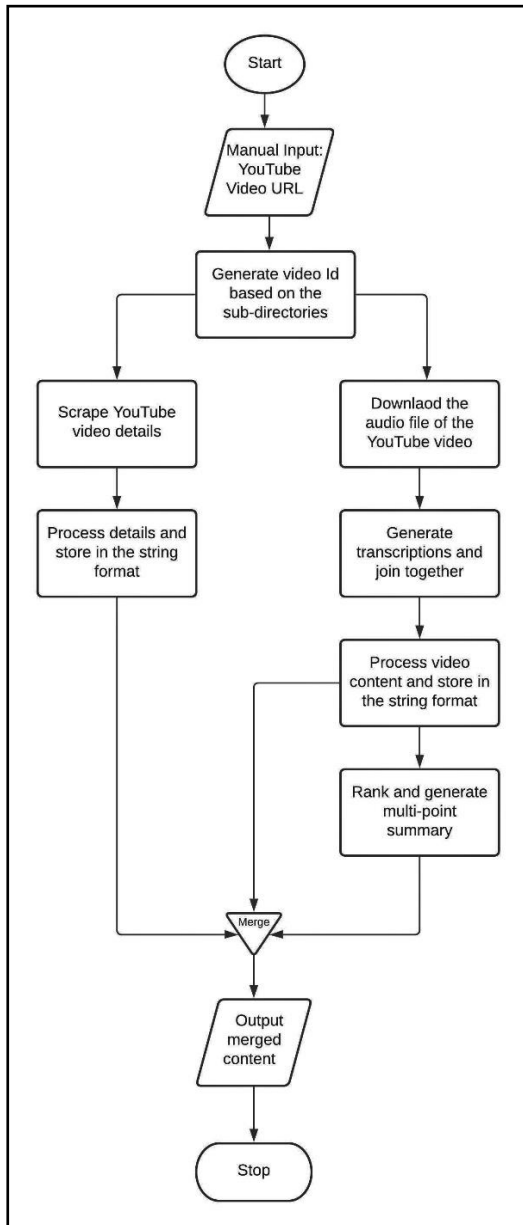 Start
Manual Input:
YouTube
Video URL
Generate video Id
based on the
sub-directories
Scrape YouTube
video details
Downlaod the
audio file of the
YouTube video
Process details and
store in the string
format
Generate
transcriptions and
join together
Process video
content and store in
the string format
Rank and generate
multi-point
summary
Merge
Output
merged
content
Stop